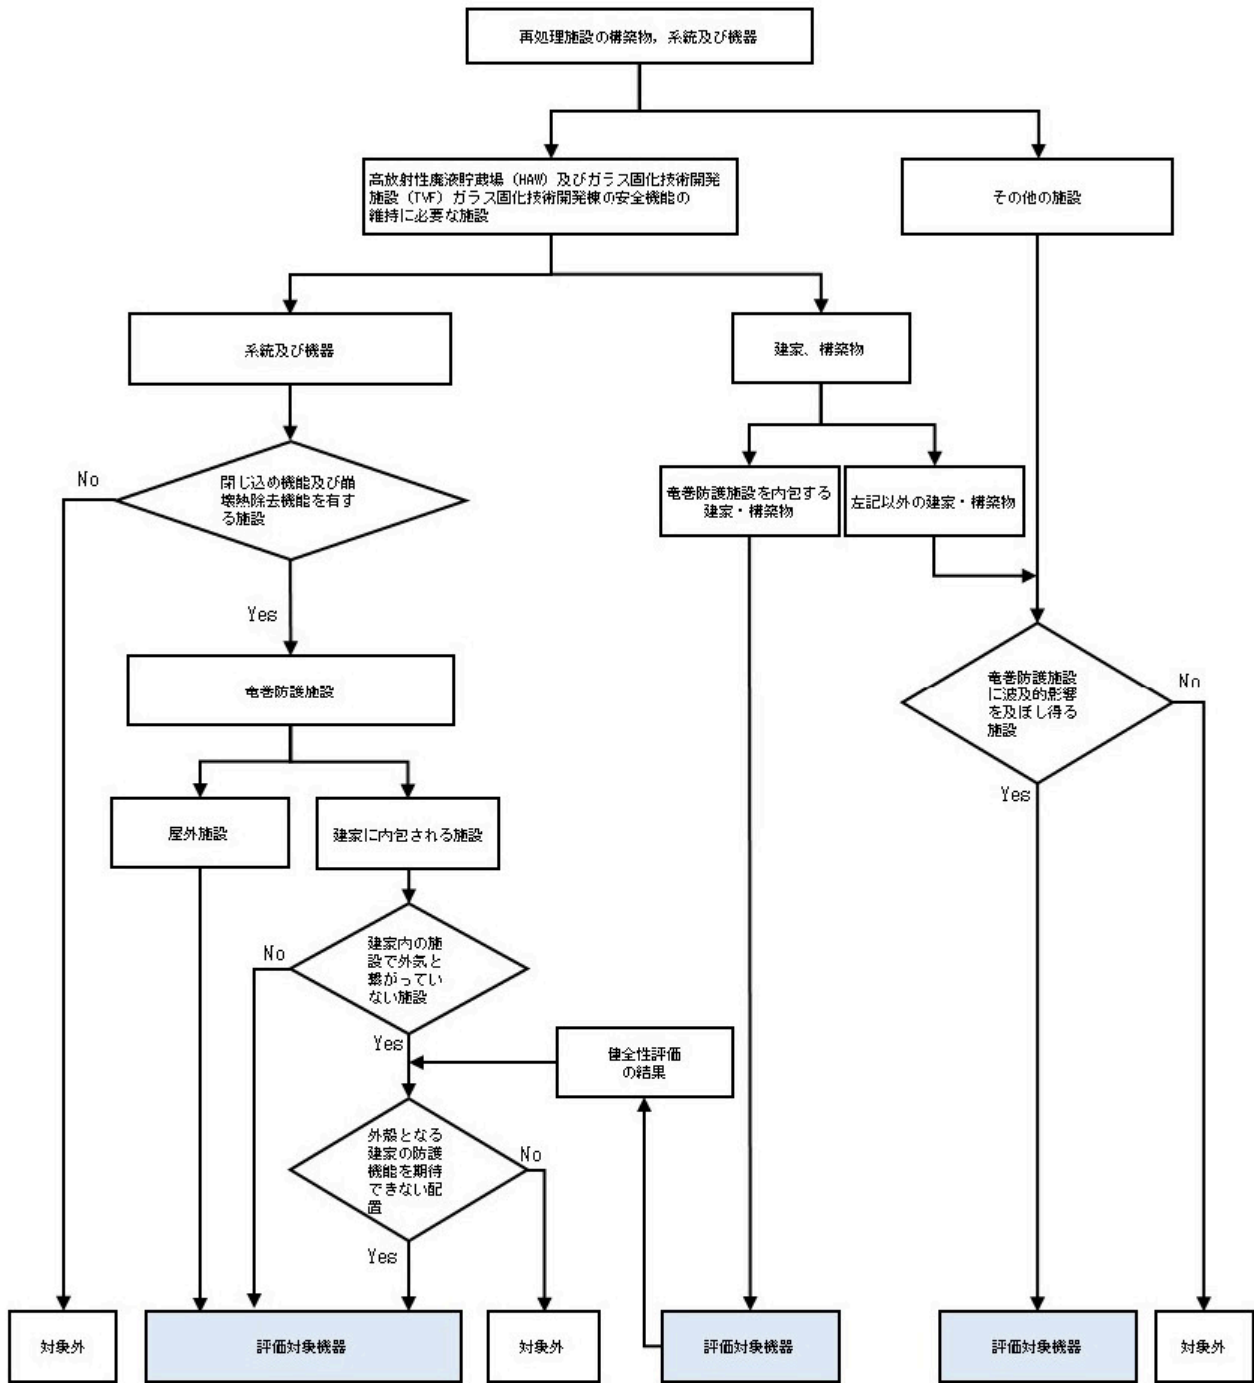 再処理施設の構築物，系統及び機器
高放射性廃液貯蔵場（HAW）及びガラス固化技術開発
施設（TVF）ガラス固化技術開発棟の安全機能の
維持に必要な施設
その他の施設
系統及び機器
建家、構築物
No
閉じ込め機能及び崩
壊熱除去機能を有す
る施設
竜巻防護施設を内包する
建家・構築物
左記以外の建家・構築物
Yes
竜巻防護施設
竜巻防護施設
に波及的影響
を及ぼし得る
施設
No
Yes
屋外施設
建家に内包される施設
No
建家内の施
設で外気と
繋がってい
ない施設
Yes
健全性評価
の結果
外殻となる
建家の防護
機能を期待
できない配
置
No
Yes
対象外
評価対象機器
対象外
評価対象機器
評価対象機器
対象外